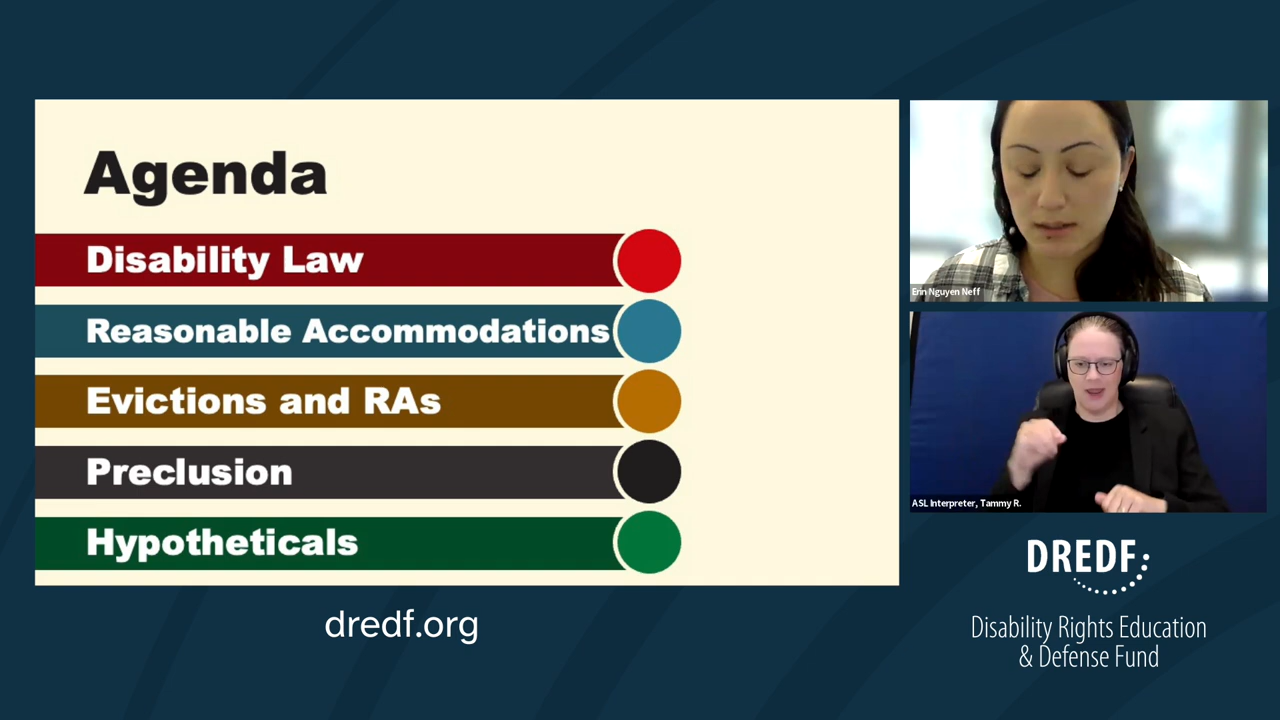 Agenda
Disability Law
Reasonable Accommodations
Evictions and RAs
Preclusion
Hypotheticals
dredf.org
Erin Nguyen Neff
ASL Interpreter, Tammy R.
DREDF
Disability Rights Education
& Defense Fund